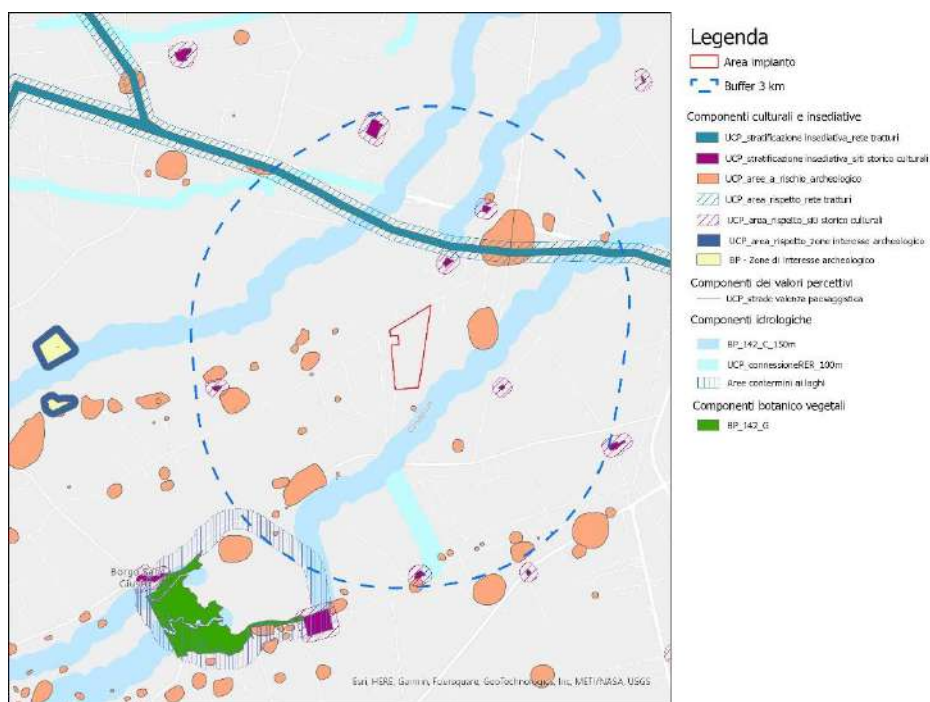 Legenda
Area impianto
Buffer 3 km
Componenti culturali e insediative
UCP_stratificazione insediativa_rete tratturi
UCP_stratificazione insediativa_siti storico culturali
UCP_aree_a_rischio_archeologico
UCP_area_rispetto_rete tratturi
UCP_area_rispetto_siti storico culturali
UCP_area_rispetto_zone interesse archeologico
BP - Zone di interesse archeologico
Componenti dei valori percettivi
UCP_strade valenza paesaggistica
Componenti idrologiche
BP_142_C_150m
UCP_connessioneRER_100m
Aree contermini ai laghi
Componenti botanico vegetali
BP_142_G
Borgo
Esri, HERE, Garmin, Foursquare, GeoTechnologies, Inc, METI/NASA, USGS